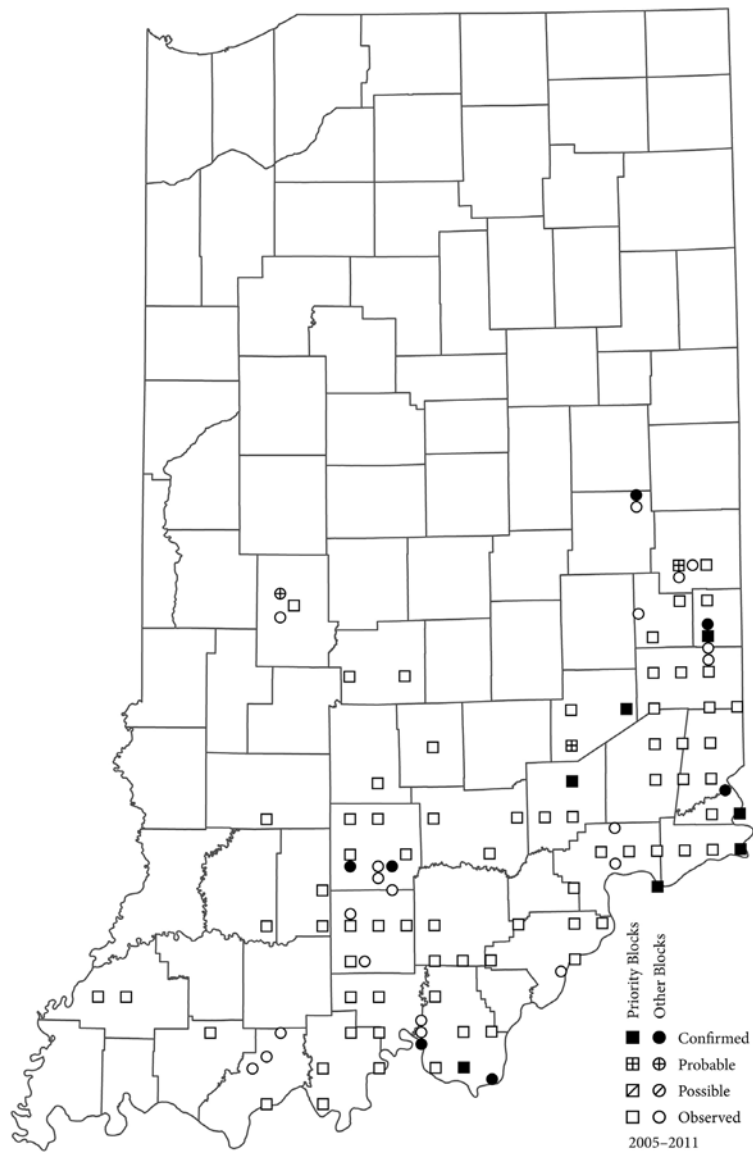 Priority Blocks
Other Blocks
Confirmed
Probable
Possible
Observed
2005–2011